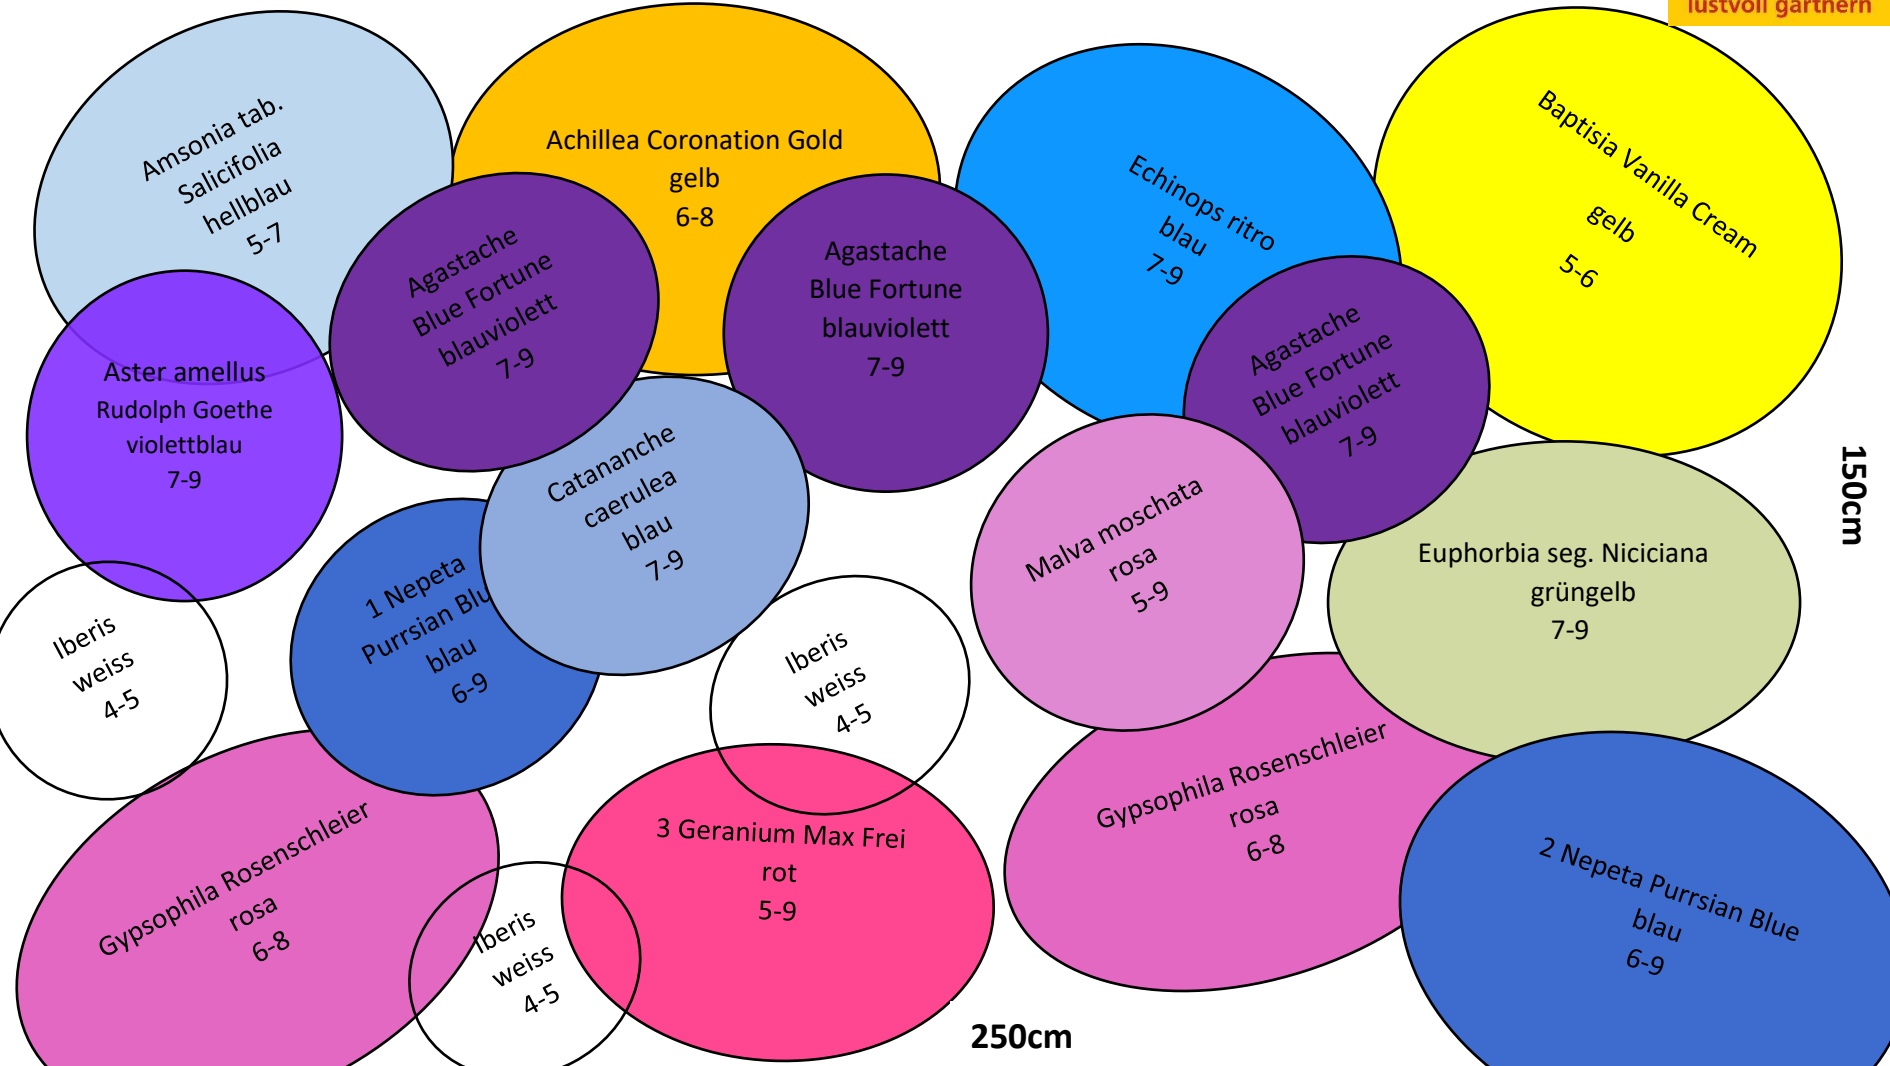 lustvoll gärtnern
Amsonia tab.
Salicifolia
hellblau
5-7
Achillea Coronation Gold
gelb
6-8
Echinops ritro
blau
7-9
Baptisia Vanilla Cream
gelb
5-6
Agastache
Blue Fortune
blauviolett
7-9
Agastache
Blue Fortune
blauviolett
7-9
Agastache
Blue Fortune
blauviolett
7-9
Aster amellus
Rudolph Goethe
violettblau
7-9
Catananche
caerulea
blau
7-9
150cm
Malva moschata
rosa
5-9
Euphorbia seg. Niciciana
grüngelb
7-9
1 Nepeta
Purrsian Blu
blau
6-9
Iberis
weiss
4-5
Iberis
weiss
4-5
Gypsophila Rosenschleier
rosa
6-8
3 Geranium Max Frei
rot
5-9
Gypsophila Rosenschleier
rosa
6-8
2 Nepeta Purrsian Blue
blau
6-9
Iberis
weiss
4-5
250cm